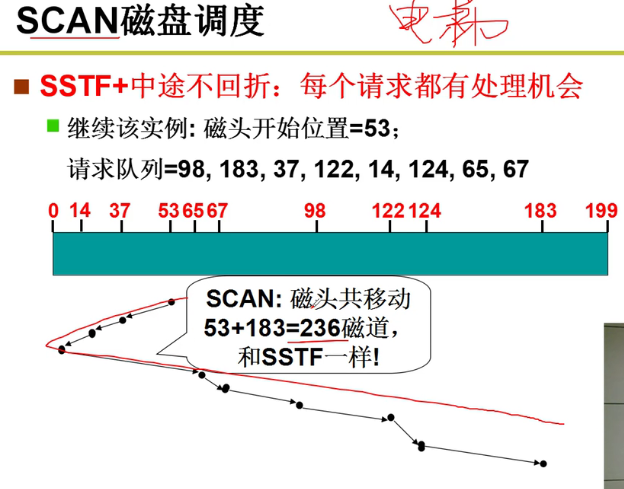 SCAN磁盘调度
电梯
SSTF+中途不回折：每个请求都有处理机会
继续该实例: 磁头开始位置=53；
请求队列=98, 183, 37, 122, 14, 124, 65, 67
0 14 37 53 65 67 98 122 124 183 199
SCAN: 磁头共移动
53+183=236磁道，
和SSTF一样!